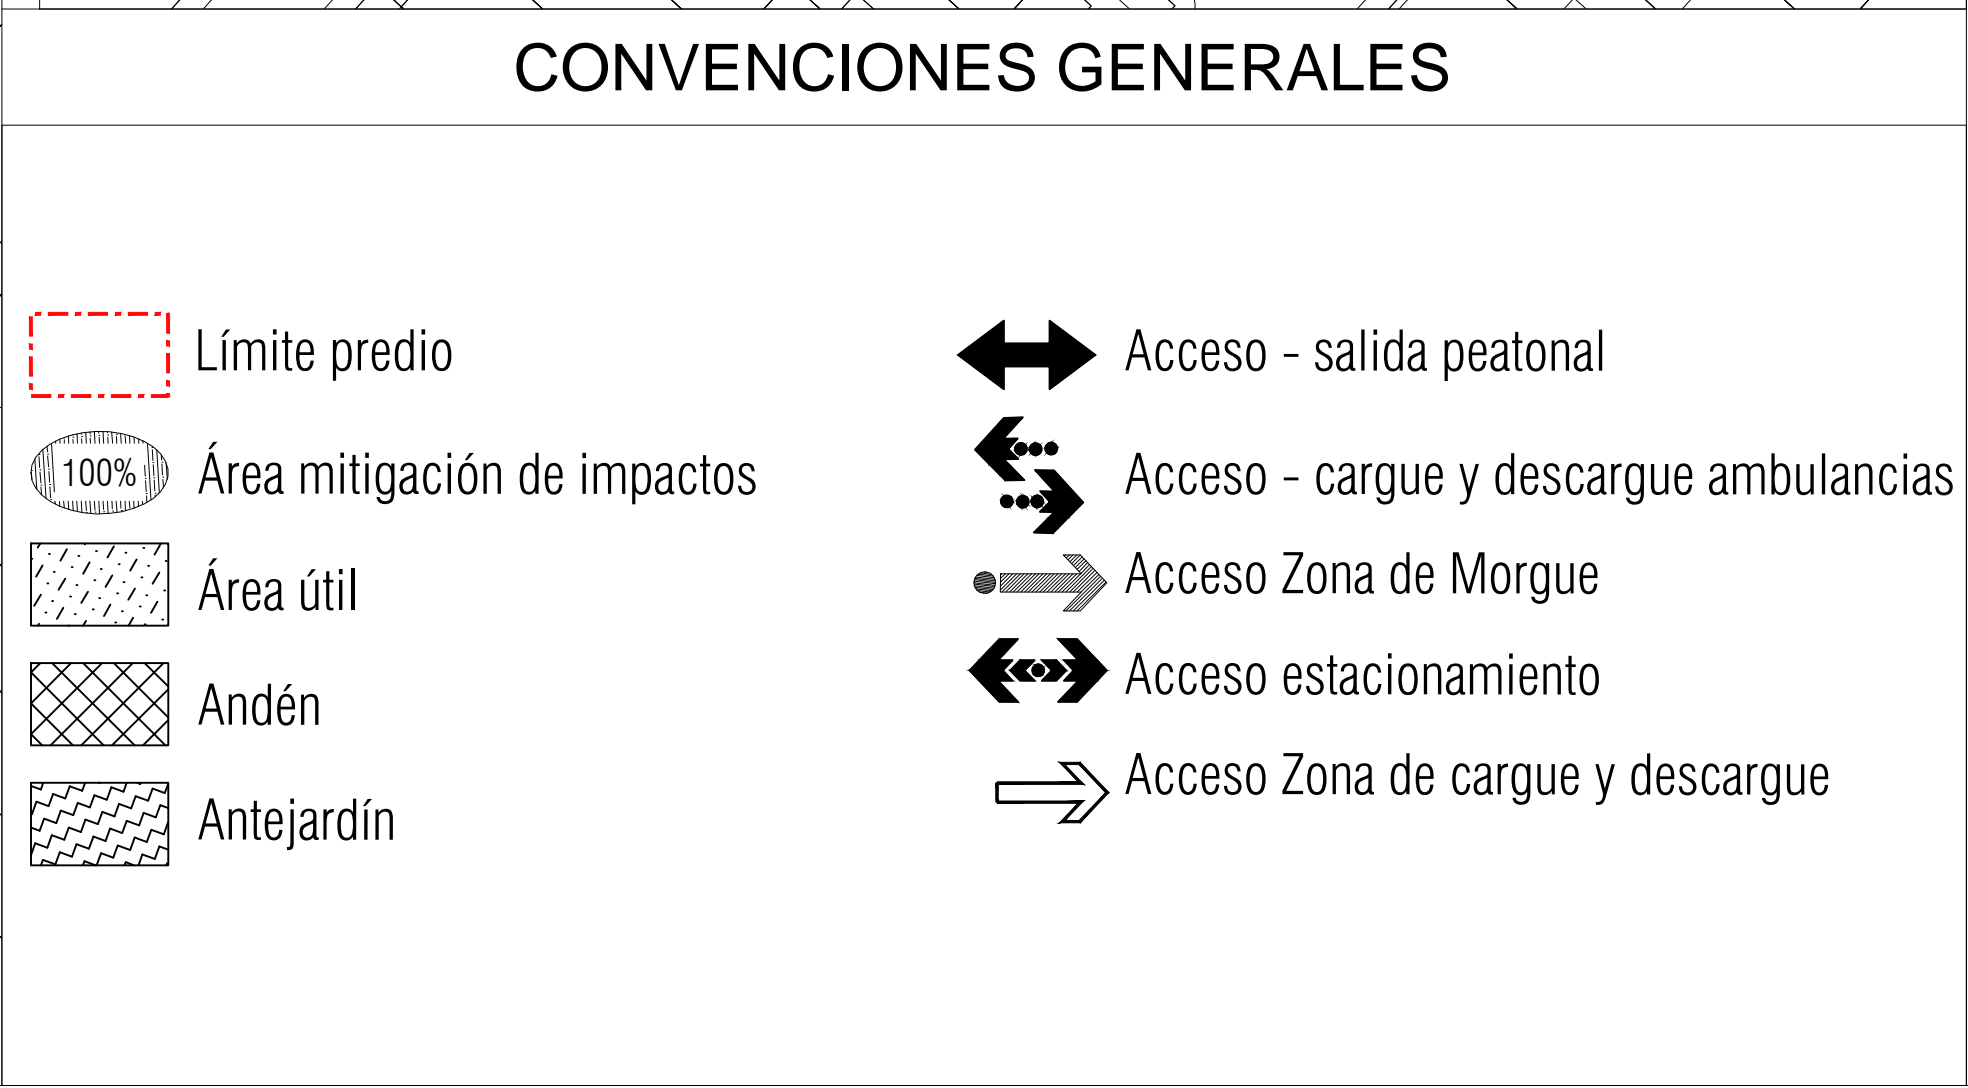 CONVENCIONES GENERALES
Límite predio
100%
Área mitigación de impactos
Área útil
Andén
Antejardín
Acceso - salida peatonal
Acceso - cargue y descargue ambulancias
Acceso Zona de Morgue
Acceso estacionamiento
Acceso Zona de cargue y descargue